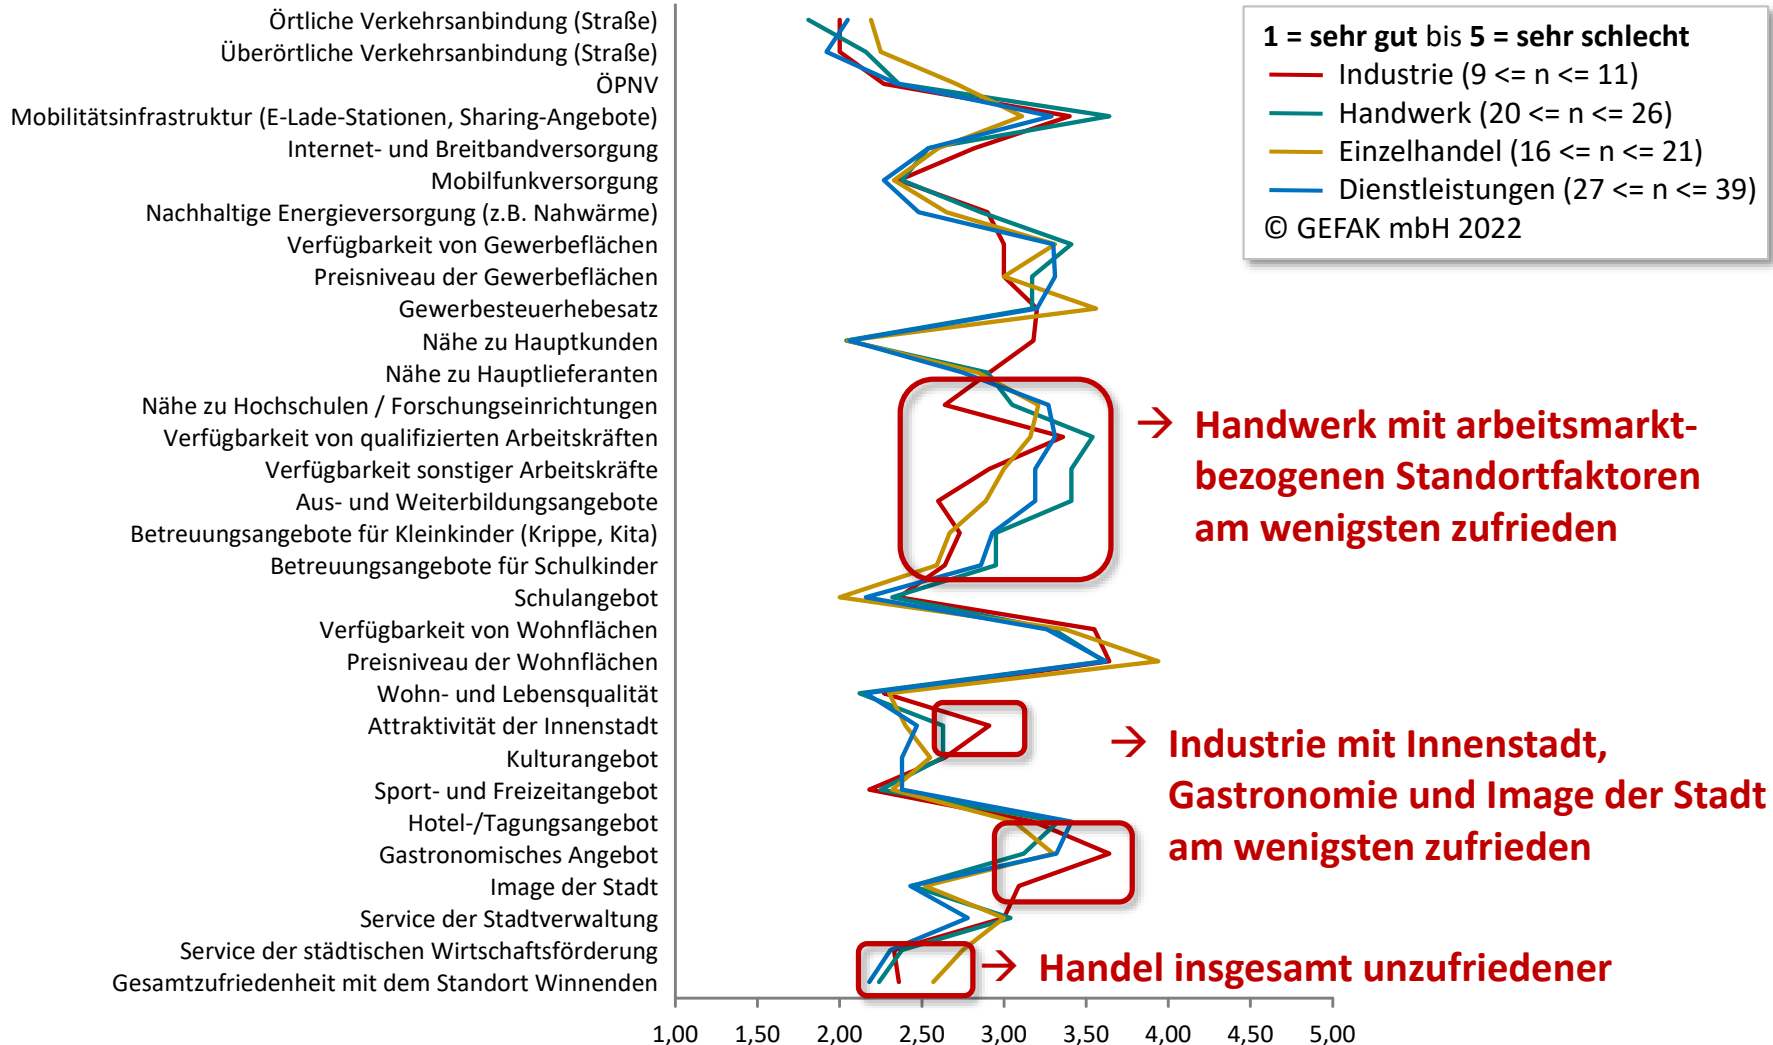 Örtliche Verkehrsanbindung (Straße)
Überörtliche Verkehrsanbindung (Straße)
ÖPNV
Mobilitätsinfrastruktur (E-Lade-Stationen, Sharing-Angebote)
Internet- und Breitbandversorgung
Mobilfunkversorgung
Nachhaltige Energieversorgung (z.B. Nahwärme)
Verfügbarkeit von Gewerbeflächen
Preisniveau der Gewerbeflächen
Gewerbesteuerhebesatz
Nähe zu Hauptkunden
Nähe zu Hauptlieferanten
Nähe zu Hochschulen / Forschungseinrichtungen
Verfügbarkeit von qualifizierten Arbeitskräften
Verfügbarkeit sonstiger Arbeitskräfte
Aus- und Weiterbildungsangebote
Betreuungsangebote für Kleinkinder (Krippe, Kita)
Betreuungsangebote für Schulkinder
Schulangebot
Verfügbarkeit von Wohnflächen
Preisniveau der Wohnflächen
Wohn- und Lebensqualität
Attraktivität der Innenstadt
Kulturangebot
Sport- und Freizeitangebot
Hotel-/Tagungsangebot
Gastronomisches Angebot
Image der Stadt
Service der Stadtverwaltung
Service der städtischen Wirtschaftsförderung
Gesamtzufriedenheit mit dem Standort Winnenden
1,00 1,50 2,00 2,50 3,00 3,50 4,00 4,50 5,00
1 = sehr gut bis 5 = sehr schlecht
Industrie (9 <= n <= 11)
Handwerk (20 <= n <= 26)
Einzelhandel (16 <= n <= 21)
Dienstleistungen (27 <= n <= 39)
© GEFAK mbH 2022
→ Handwerk mit arbeitsmarkt-
bezogenen Standortfaktoren
am wenigsten zufrieden
→ Industrie mit Innenstadt,
Gastronomie und Image der Stadt
am wenigsten zufrieden
→ Handel insgesamt unzufriedener